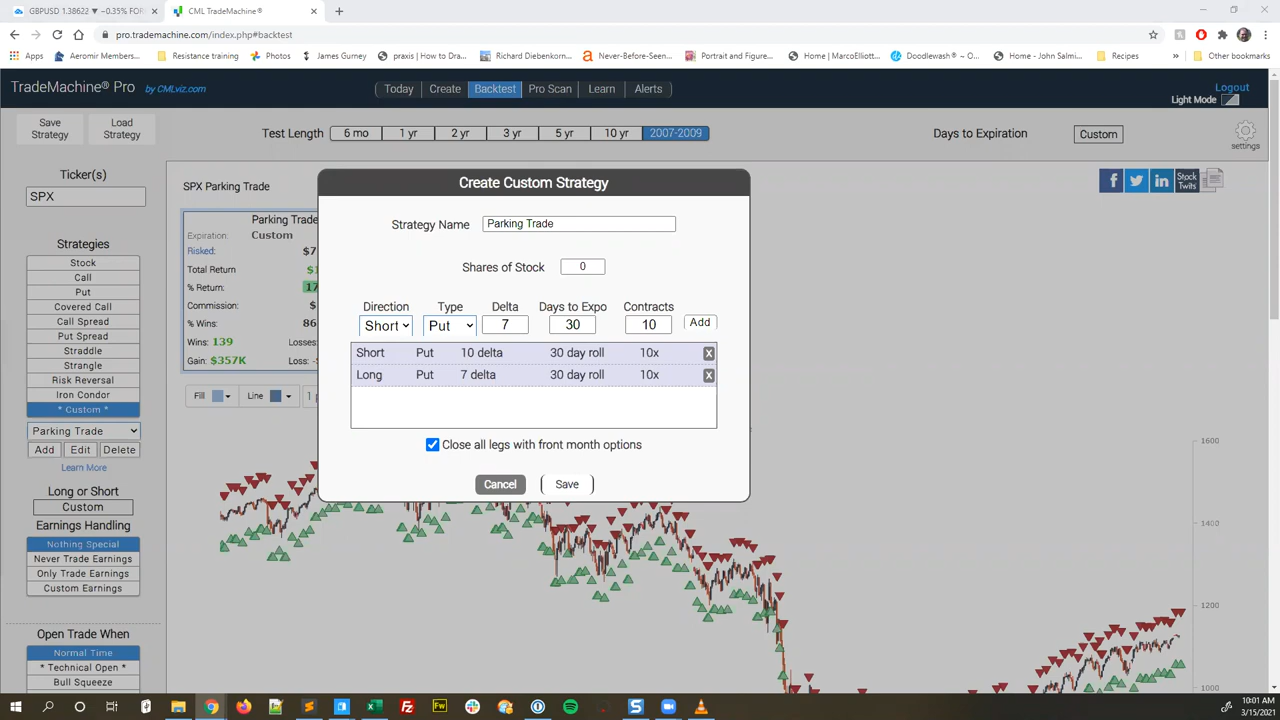 GBPUSD 1.38622 ▼ −0.35% FOR
CML TradeMachine®
pro.trademachine.com/index.php#backtest
Apps
Aeromir Bookmarks
Resistance training
Photos
James Gurney
praxis | How to Dra...
Richard Diebenkorn...
Never-Before-Seen...
Portrait and Figure...
Home | MarcoElliott...
Doodlewash® ~ O...
Home - John Salmi...
Recipes
»
Other bookmarks
TradeMachine® Pro by CMLviz.com
Today
Create
Backtest
Pro Scan
Learn
Alerts
Logout
Light Mode
Save Strategy
Load Strategy
Test Length
6 mo
1 yr
2 yr
3 yr
5 yr
10 yr
2007-2009
Days to Expiration
Custom
settings
Ticker(s)
SPX
Strategies
Stock
Call
Put
Covered Call
Call Spread
Put Spread
Straddle
Strangle
Risk Reversal
Iron Condor
* Custom *
Parking Trade
Add
Edit
Delete
Learn More
Long or Short
Custom
Earnings Handling
Nothing Special
Never Trade Earnings
Only Trade Earnings
Custom Earnings
Open Trade When
Normal Time
* Technical Open *
Bull Squeeze
SPX Parking Trade
Parking Trade
Expiration: Custom
Risked: $7
Total Return $1
% Return: 17
Commission: $
% Wins: 86
Wins: 139 Losses:
Gain: $357K Loss: -$
Fill
Line
1 p
Stock Twits
Create Custom Strategy
Strategy Name Parking Trade
Shares of Stock 0
Direction Type Delta Days to Expo Contracts
Short Put 7 30 10 Add
Short Put 10 delta 30 day roll 10x X
Long Put 7 delta 30 day roll 10x X
Close all legs with front month options
Cancel
Save
1600
1400
1200
1000
10:01 AM
3/15/2021